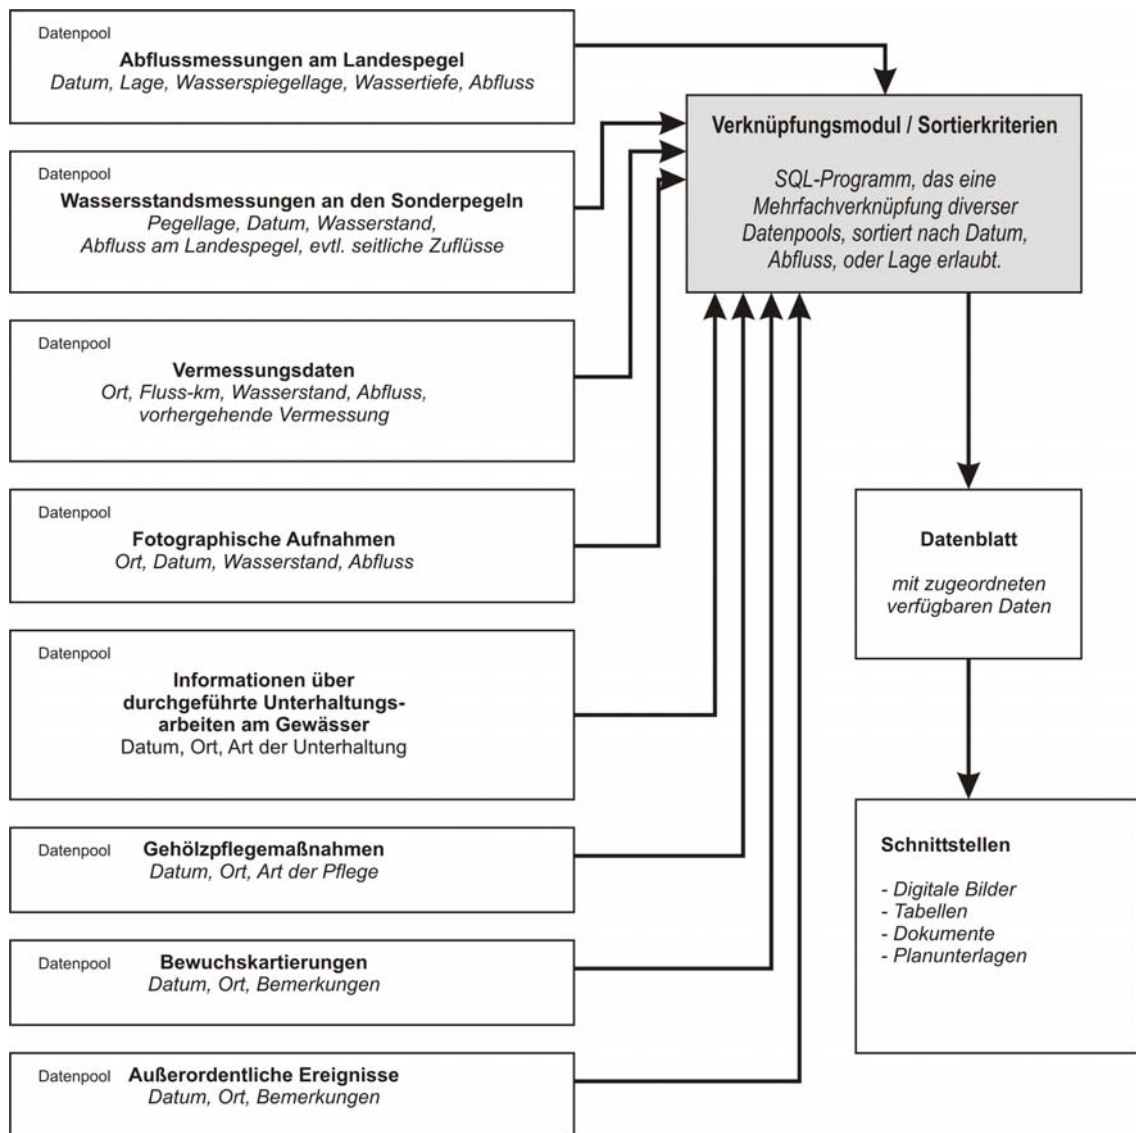 Datenpool
Abflussmessungen am Landespegel
Datum, Lage, Wasserspiegellage, Wassertiefe, Abfluss
Datenpool
Wassersstandsmessungen an den Sonderpegeln
Pegellage, Datum, Wasserstand,
Abfluss am Landespegel, evtl. seitliche Zuflüsse
Datenpool
Vermessungsdaten
Ort, Fluss-km, Wasserstand, Abfluss,
vorhergehende Vermessung
Datenpool
Fotographische Aufnahmen
Ort, Datum, Wasserstand, Abfluss
Datenpool
Informationen über
durchgeführte Unterhaltungs-
arbeiten am Gewässer
Datum, Ort, Art der Unterhaltung
Datenpool
Gehölzpflegemaßnahmen
Datum, Ort, Art der Pflege
Datenpool
Bewuchskartierungen
Datum, Ort, Bemerkungen
Datenpool
Außerordentliche Ereignisse
Datum, Ort, Bemerkungen
Verknüpfungsmodul / Sortierkriterien
SQL-Programm, das eine
Mehrfachverknüpfung diverser
Datenpools, sortiert nach Datum,
Abfluss, oder Lage erlaubt.
Datenblatt
mit zugeordneten
verfügbaren Daten
Schnittstellen
- Digitale Bilder
- Tabellen
- Dokumente
- Planunterlagen